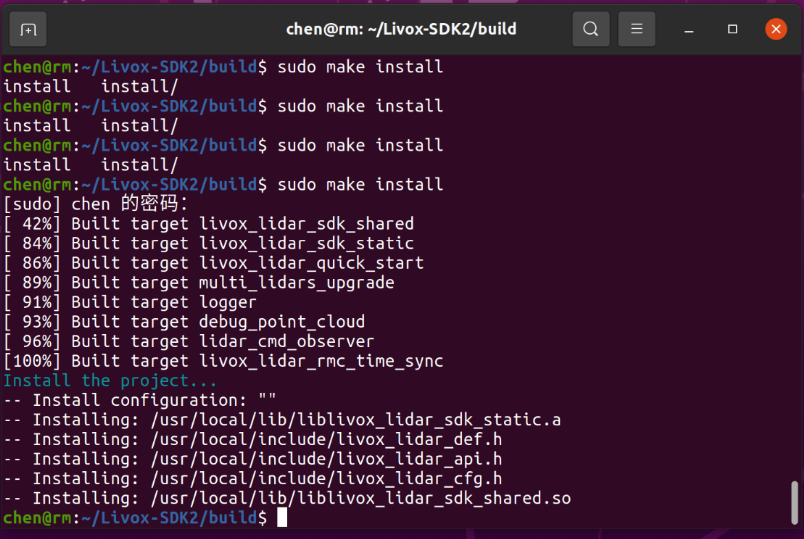 chen@rm: ~/Livox-SDK2/build
chen@rm:~/Livox-SDK2/build$ sudo make install
install   install/
chen@rm:~/Livox-SDK2/build$ sudo make install
install   install/
chen@rm:~/Livox-SDK2/build$ sudo make install
install   install/
chen@rm:~/Livox-SDK2/build$ sudo make install
[sudo] chen 的密码：
[ 42%] Built target livox_lidar_sdk_shared
[ 84%] Built target livox_lidar_sdk_static
[ 86%] Built target livox_lidar_quick_start
[ 89%] Built target multi_lidars_upgrade
[ 91%] Built target logger
[ 93%] Built target debug_point_cloud
[ 96%] Built target lidar_cmd_observer
[100%] Built target livox_lidar_rmc_time_sync
Install the project...
-- Install configuration: ""
-- Installing: /usr/local/lib/liblivox_lidar_sdk_static.a
-- Installing: /usr/local/include/livox_lidar_def.h
-- Installing: /usr/local/include/livox_lidar_api.h
-- Installing: /usr/local/include/livox_lidar_cfg.h
-- Installing: /usr/local/lib/liblivox_lidar_sdk_shared.so
chen@rm:~/Livox-SDK2/build$